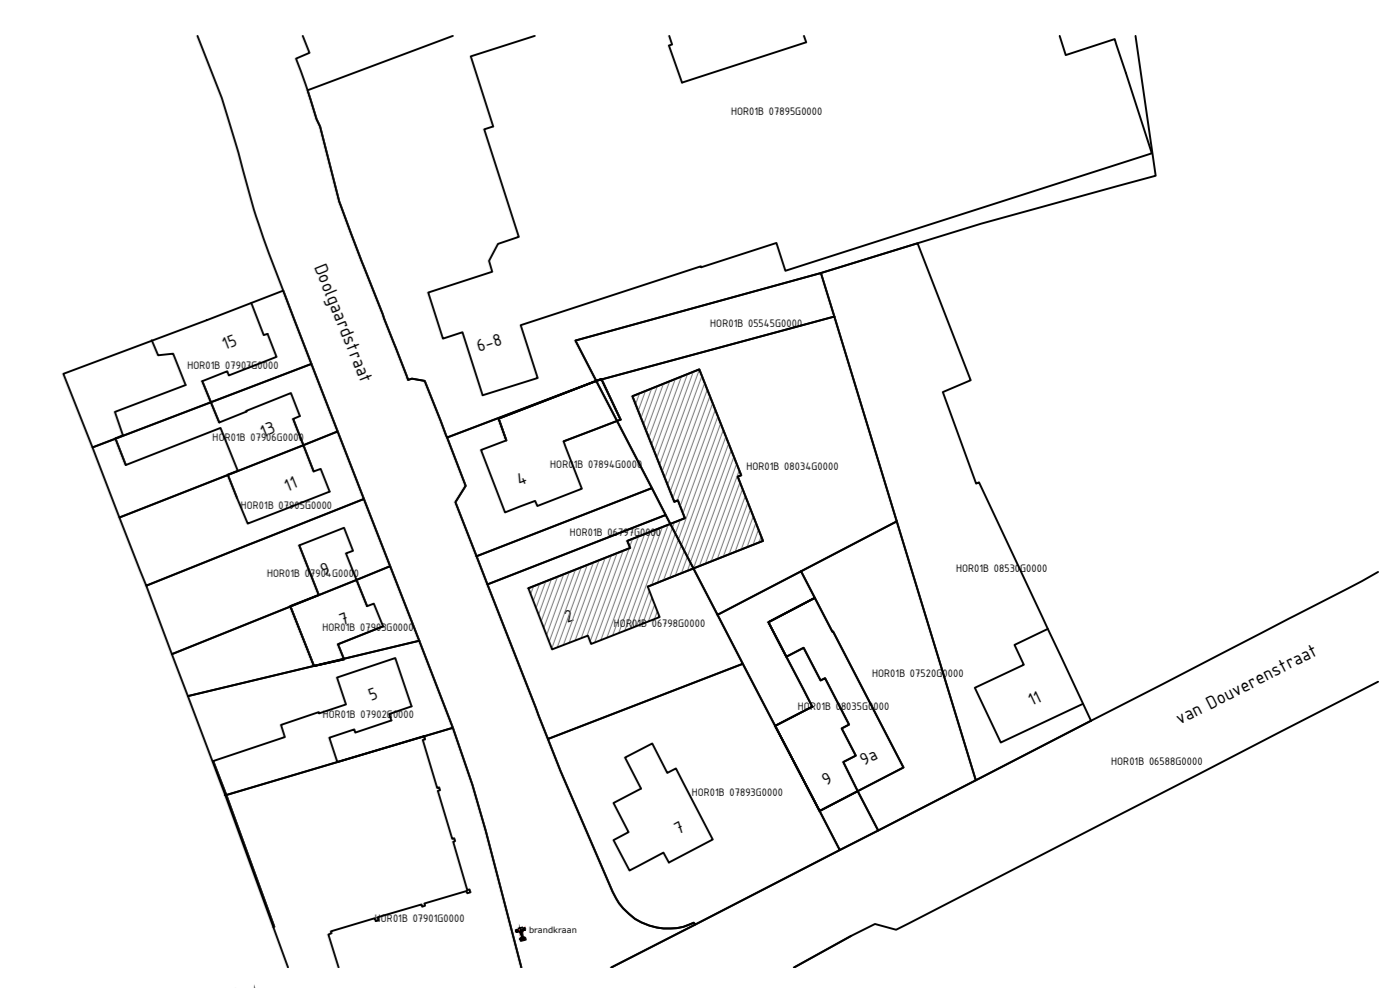 HOR01B 07895G0000
Doolgaardstraat
HOR01B 05545G0000
15
6-8
HOR01B 07907G0000
13
HOR01B 07906G0000
4
HOR01B 07894G0000
HOR01B 08034G0000
11
HOR01B 07905G0000
HOR01B 06797G0000
9
HOR01B 07904G0000
HOR01B 08530G0000
7
HOR01B 07903G0000
2
HOR01B 06798G0000
HOR01B 07520G0000
5
HOR01B 07902G0000
HOR01B 08035G0000
11
van Douverenstraat
9
9a
HOR01B 06588G0000
HOR01B 07893G0000
7
HOR01B 07901G0000
brandkraan